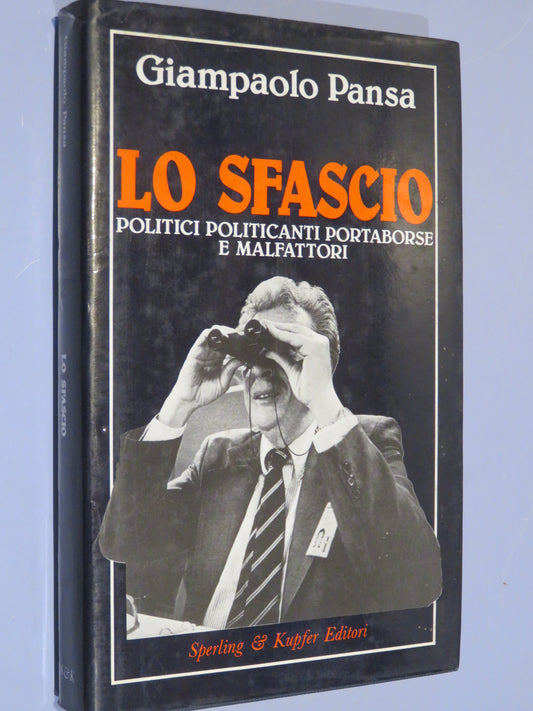 Giampaolo Pansa
LO SFASCIO
POLITICI POLITICANTI PORTABORSE
E MALFATTORI
Sperling & Kupfer Editori
Giampaolo Pansa
LO SFASCIO
S&K